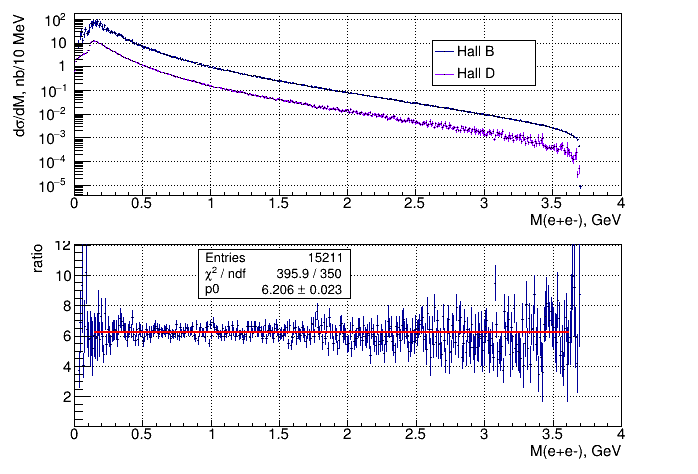 dσ/dM, nb/10 MeV
10²
10
1
10⁻¹
10⁻²
10⁻³
10⁻⁴
10⁻⁵
Hall B
Hall D
0 0.5 1 1.5 2 2.5 3 3.5 4
M(e+e-), GeV
ratio
12
10
8
6
4
2
Entries 15211
χ² / ndf 395.9 / 350
p0 6.206 ± 0.023
0 0.5 1 1.5 2 2.5 3 3.5 4
M(e+e-), GeV